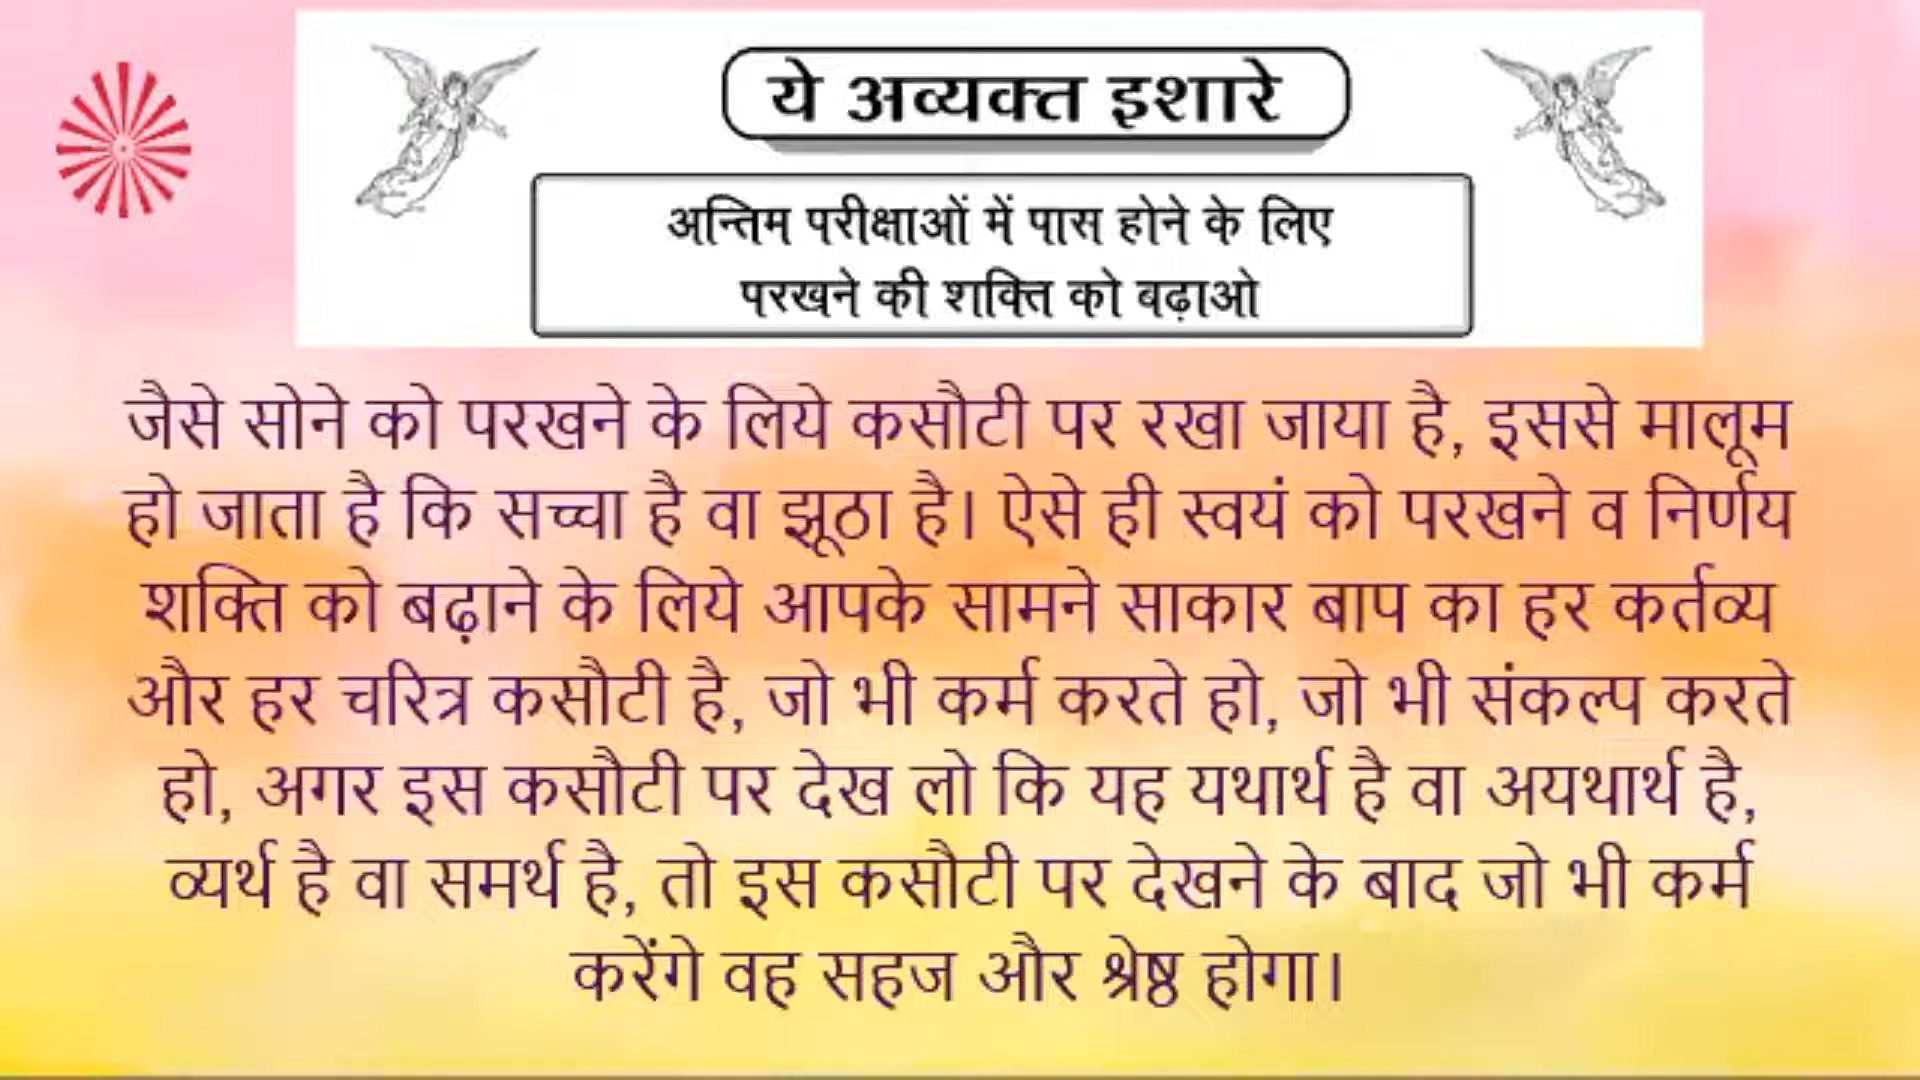 ये अव्यक्त इशारे
अन्तिम परीक्षाओं में पास होने के लिए
परखने की शक्ति को बढ़ाओ
जैसे सोने को परखने के लिये कसौटी पर रखा जाया है, इससे मालूम
हो जाता है कि सच्चा है वा झूठा है। ऐसे ही स्वयं को परखने व निर्णय
शक्ति को बढ़ाने के लिये आपके सामने साकार बाप का हर कर्तव्य
और हर चरित्र कसौटी है, जो भी कर्म करते हो, जो भी संकल्प करते
हो, अगर इस कसौटी पर देख लो कि यह यथार्थ है वा अयथार्थ है,
व्यर्थ है वा समर्थ है, तो इस कसौटी पर देखने के बाद जो भी कर्म
करेंगे वह सहज और श्रेष्ठ होगा।